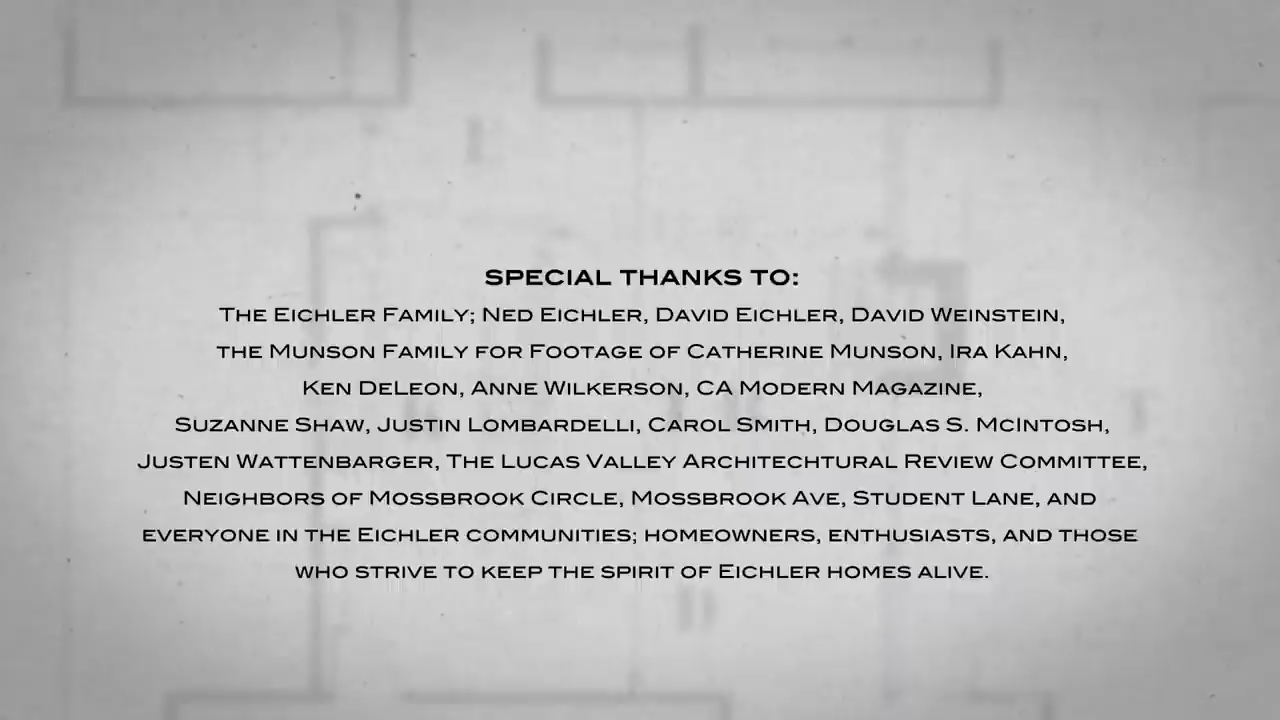 SPECIAL THANKS TO:
THE EICHLER FAMILY; NED EICHLER, DAVID EICHLER, DAVID WEINSTEIN,
THE MUNSON FAMILY FOR FOOTAGE OF CATHERINE MUNSON, IRA KAHN,
KEN DELEON, ANNE WILKERSON, CA MODERN MAGAZINE,
SUZANNE SHAW, JUSTIN LOMBARDELLI, CAROL SMITH, DOUGLAS S. MCINTOSH,
JUSTEN WATTENBARGER, THE LUCAS VALLEY ARCHITECHTURAL REVIEW COMMITTEE,
NEIGHBORS OF MOSSBROOK CIRCLE, MOSSBROOK AVE, STUDENT LANE, AND
EVERYONE IN THE EICHLER COMMUNITIES; HOMEOWNERS, ENTHUSIASTS, AND THOSE
WHO STRIVE TO KEEP THE SPIRIT OF EICHLER HOMES ALIVE.